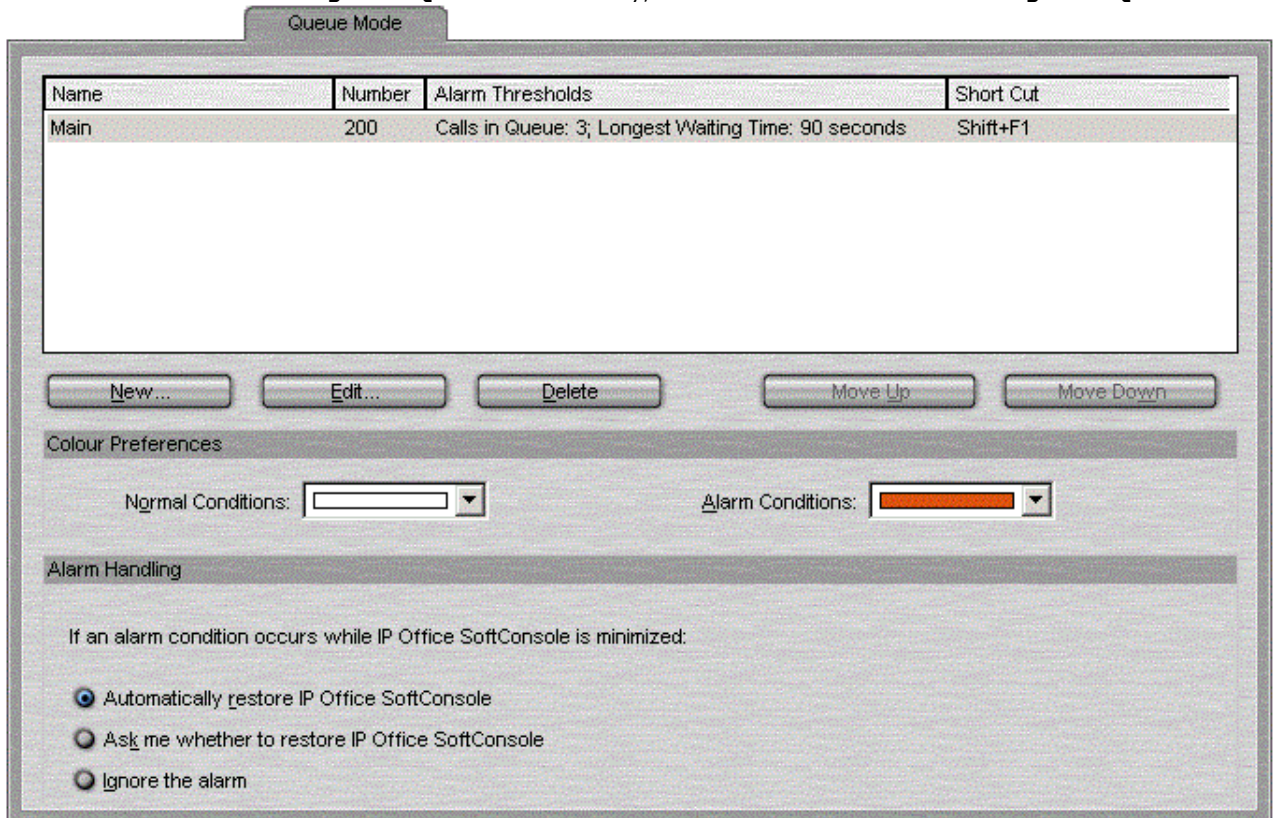 Queue Mode
Name Number Alarm Thresholds Short Cut
Main 200 Calls in Queue: 3; Longest Waiting Time: 90 seconds Shift+F1
New... Edit... Delete Move Up Move Down
Colour Preferences
Normal Conditions: Alarm Conditions:
Alarm Handling
If an alarm condition occurs while IP Office SoftConsole is minimized:
Automatically restore IP Office SoftConsole
Ask me whether to restore IP Office SoftConsole
Ignore the alarm